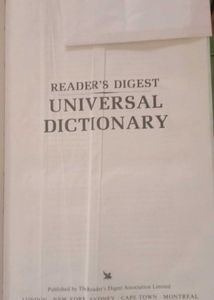 READER'S DIGEST
UNIVERSAL
DICTIONARY
Published by The Reader's Digest Association Limited
LONDON NEW YORK SYDNEY CAPE TOWN MONTREAL